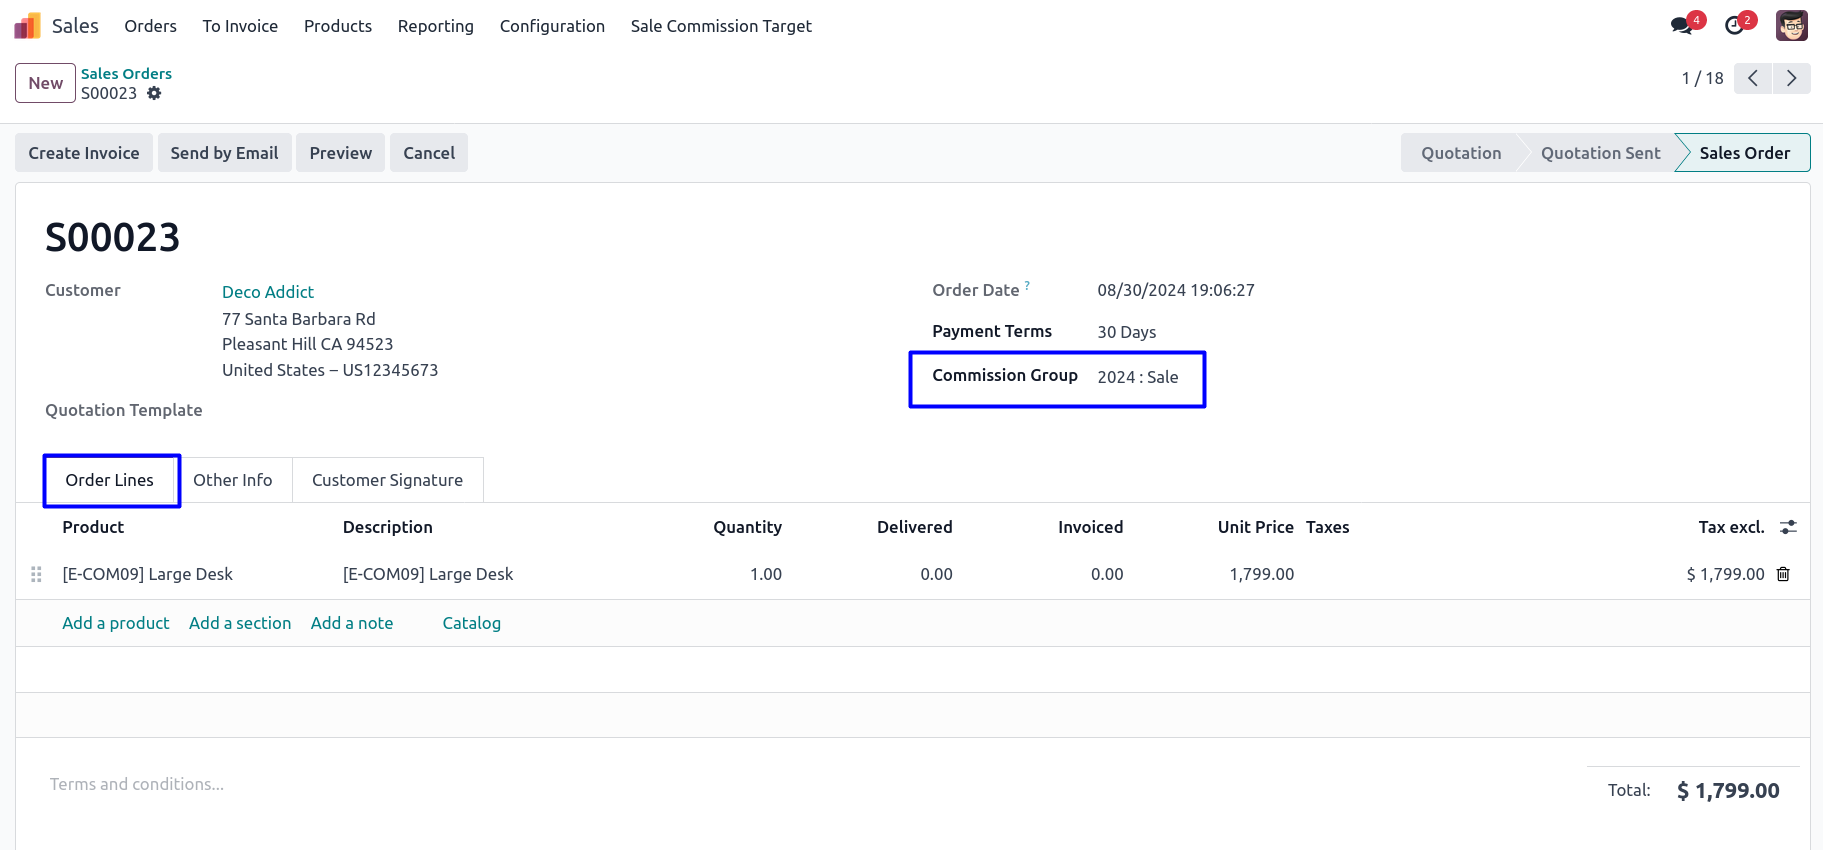 Sales Orders To Invoice Products Reporting Configuration Sale Commission Target 4 2
New Sales Orders
S00023
1 / 18
Create Invoice Send by Email Preview Cancel Quotation Quotation Sent Sales Order
S00023
Customer Deco Addict
77 Santa Barbara Rd
Pleasant Hill CA 94523
United States – US12345673
Quotation Template
Order Date ? 08/30/2024 19:06:27
Payment Terms 30 Days
Commission Group 2024 : Sale
Order Lines Other Info Customer Signature
Product Description Quantity Delivered Invoiced Unit Price Taxes Tax excl.
[E-COM09] Large Desk [E-COM09] Large Desk 1.00 0.00 0.00 1,799.00 $ 1,799.00
Add a product Add a section Add a note Catalog
Terms and conditions...
Total: $ 1,799.00